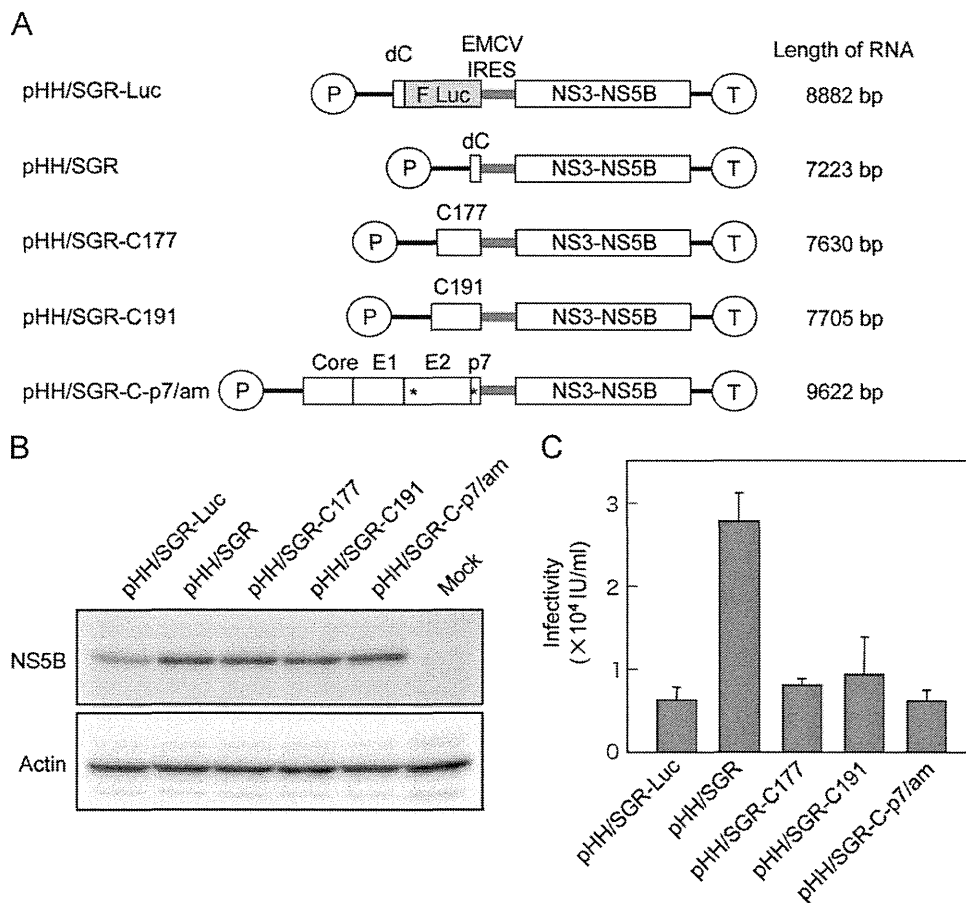 A
Length of RNA
pHH/SGR-Luc
P
dC
F Luc
EMCV
IRES
NS3-NS5B
T
8882 bp
pHH/SGR
P
dC
NS3-NS5B
T
7223 bp
pHH/SGR-C177
P
C177
NS3-NS5B
T
7630 bp
pHH/SGR-C191
P
C191
NS3-NS5B
T
7705 bp
pHH/SGR-C-p7/am
P
Core E1 E2 p7
* *
NS3-NS5B
T
9622 bp
B
pHH/SGR-Luc
pHH/SGR
pHH/SGR-C177
pHH/SGR-C191
pHH/SGR-C-p7/am
Mock
NS5B
Actin
C
Infectivity
(×10⁴ IU/ml)
3
2
1
0
pHH/SGR-Luc
pHH/SGR
pHH/SGR-C177
pHH/SGR-C191
pHH/SGR-C-p7/am